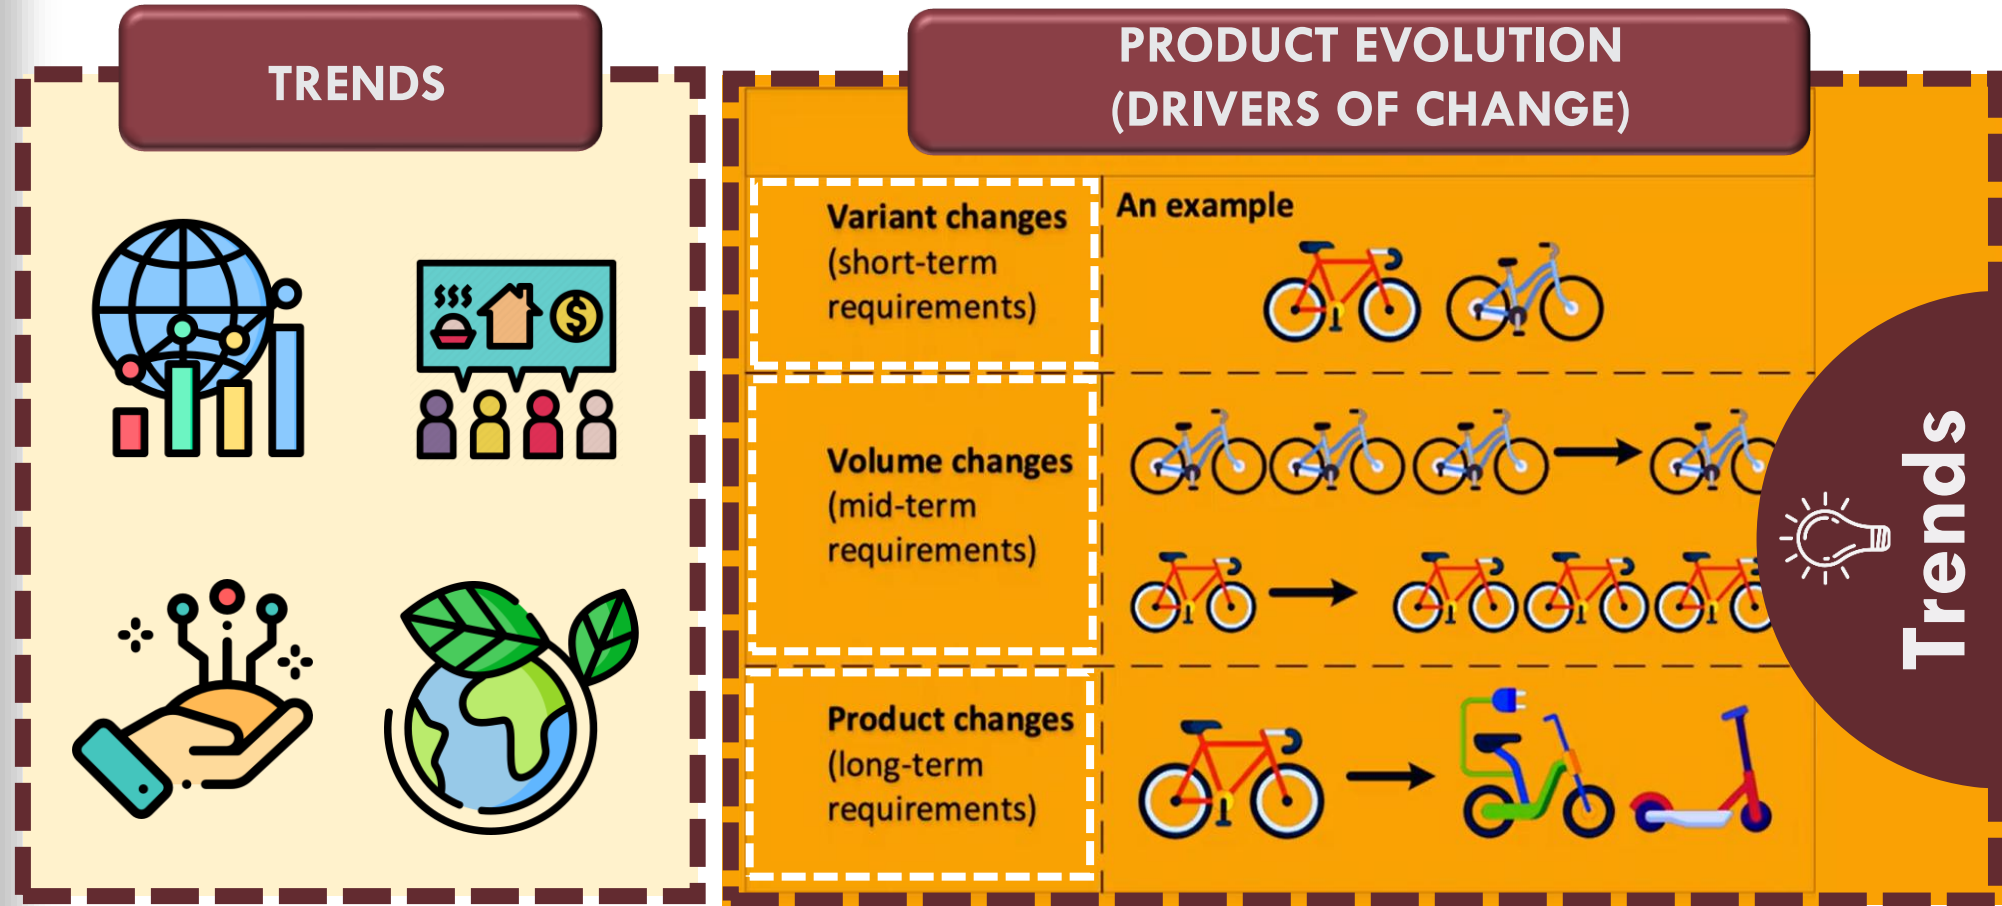 TRENDS
PRODUCT EVOLUTION
(DRIVERS OF CHANGE)
Variant changes
(short-term
requirements)
An example
$$$
$
Volume changes
(mid-term
requirements)
Product changes
(long-term
requirements)
Trends